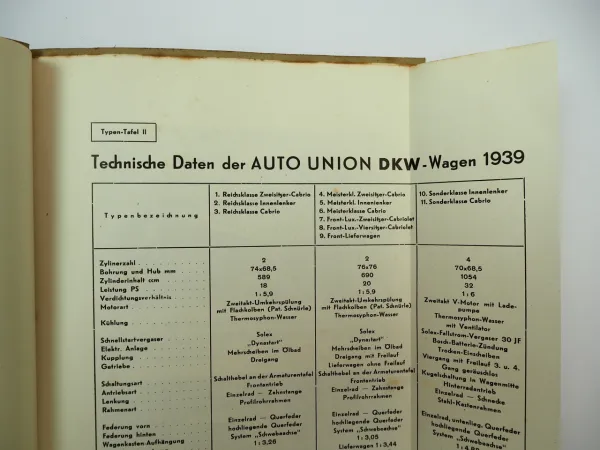 Typen-Tafel II
Technische Daten der AUTO UNION DKW-Wagen 1939
Typenbezeichnung
1. Reichsklasse Zweisitzer-Cabrio
2. Reichsklasse Innenlenker
3. Reichsklasse Cabrio
4. Meisterkl. Zweisitzer-Cabrio
5. Meisterkl. Innenlenker
6. Meisterklasse Cabrio
7. Front-Lux.-Zweisitz.-Cabriolet
8. Front-Lux.-Viersitz.-Cabriolet
9. Front-Lieferwagen
10. Sonderklasse Innenlenker
11. Sonderklasse Cabrio
Zylinerzahl 2 2 4
Bohrung und Hub mm 74x68,5 76x76 70x68,5
Zylinderinhalt ccm 589 690 1054
Leistung PS 18 20 32
Verdichtungsverhältnis 1 : 5,9 1 : 5,9 1 : 6
Motorart
Zweitakt-Umkehrspülung
mit Flachkolben (Pat. Schnürle)
Zweitakt-Umkehrspülung
mit Flachkolben (Pat. Schnürle)
Zweitakt V-Motor mit Lade-
pumpe
Kühlung
Thermosyphon-Wasser
Thermosyphon-Wasser
Thermosyphon-Wasser
mit Ventilator
Schnellstartvergaser Solex Solex Solex-Fallstrom-Vergaser 30 JF
Elektr. Anlage „Dynastart" „Dynastart" Bosch-Batterie-Zündung
Kupplung Mehrscheiben im Ölbad Mehrscheiben im Ölbad Trocken-Einscheiben
Getriebe
Dreigang
Dreigang mit Freilauf
Lieferwagen ohne Freilauf
Viergang mit Freilauf 3. u. 4.
Gang geräuschlos
Schaltungsart Schalthebel an der Armaturentafel Schalthebel an der Armaturentafel Kugelschaltung in Wagenmitte
Antriebsart Frontantrieb Frontantrieb Hinterradantrieb
Lenkung Einzelrad — Zahnstange Einzelrad — Zahnstange Einzelrad — Schnecke
Rahmenart Profilrohrrahmen Profilrohrrahmen Stahl-Kastenrahmen
Federung vorn Einzelrad — Querfeder Einzelrad — Querfeder Einzelrad, untenlieg. Querfeder
Federung hinten hochliegende Querfeder hochliegende Querfeder hochliegende Querfeder
Wagenkasten-Aufhängung System „Schwebeachse" System „Schwebeachse" System „Schwebeachse"
1 : 3,26
1 : 3,05
Lieferwagen 1 : 3,44